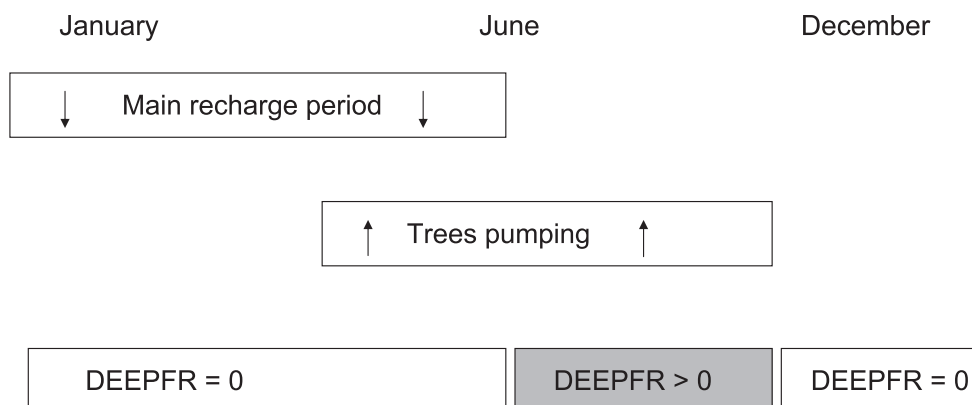 January June December
Main recharge period
Trees pumping
DEEPFR = 0 DEEPFR > 0 DEEPFR = 0